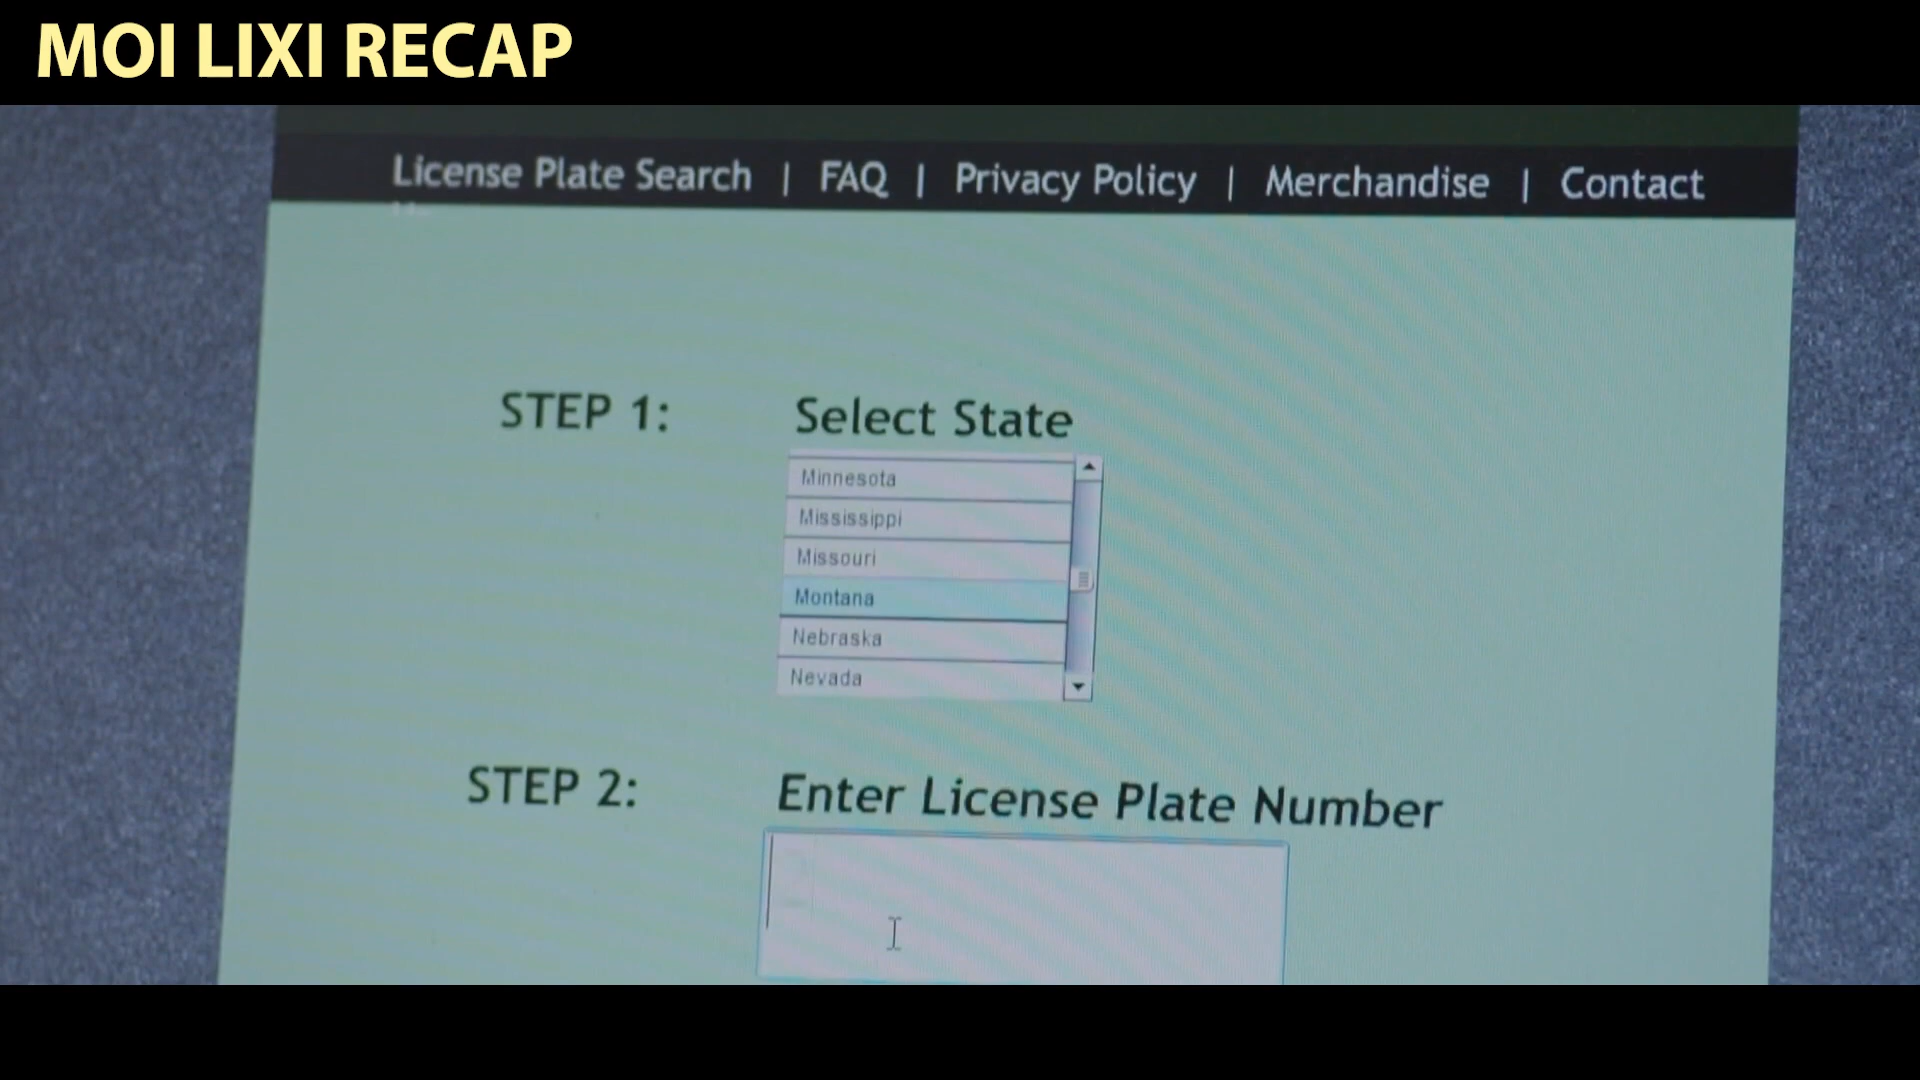 MOI LIXI RECAP
License Plate Search | FAQ | Privacy Policy | Merchandise | Contact
STEP 1: Select State
Minnesota
Mississippi
Missouri
Montana
Nebraska
Nevada
STEP 2: Enter License Plate Number
2